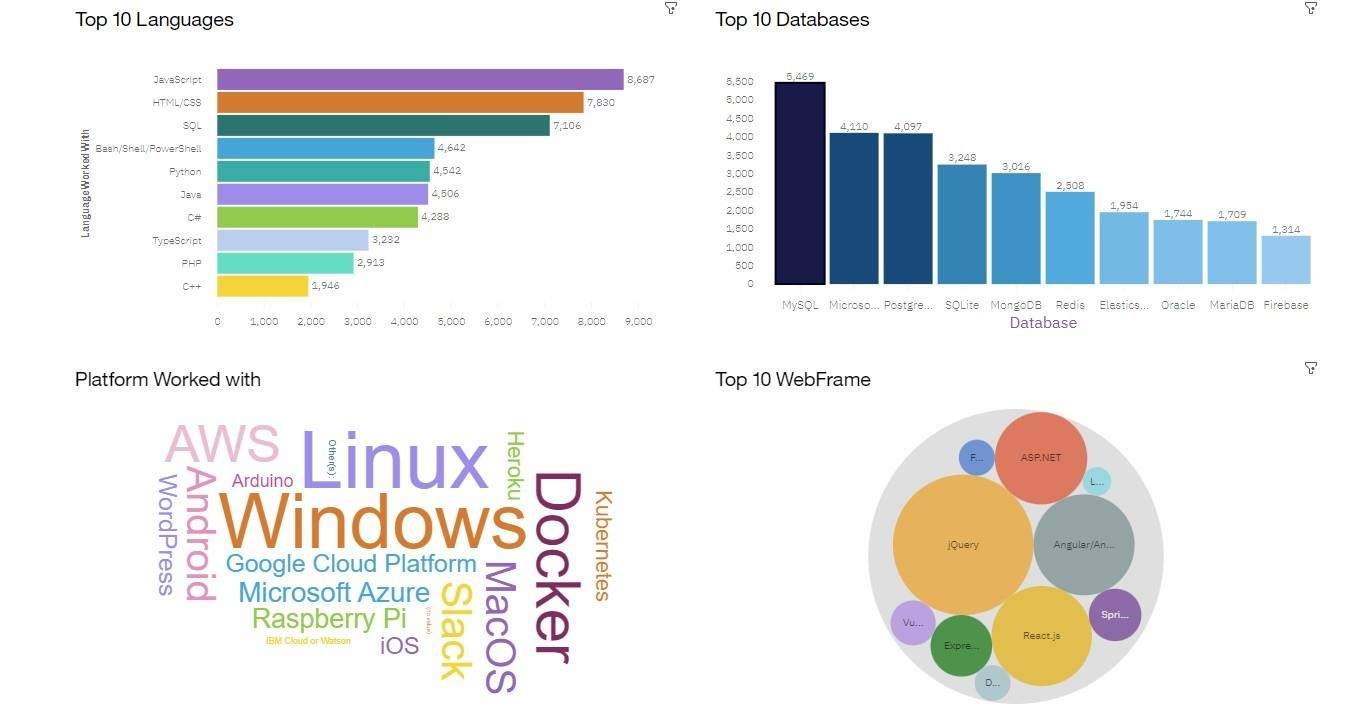 Top 10 Languages
LanguageWorkedWith
JavaScript 8,687
HTML/CSS 7,830
SQL 7,106
Bash/Shell/PowerShell 4,642
Python 4,542
Java 4,506
C# 4,288
TypeScript 3,232
PHP 2,913
C++ 1,946
0 1,000 2,000 3,000 4,000 5,000 6,000 7,000 8,000 9,000
Top 10 Databases
5,500
5,000
4,500
4,000
3,500
3,000
2,500
2,000
1,500
1,000
500
0
5,469 4,110 4,097 3,248 3,016 2,508 1,954 1,744 1,709 1,314
MySQL Microso... Postgre... SQLite MongoDB Redis Elastics... Oracle MariaDB Firebase
Database
Platform Worked with
AWS
Linux
Other(s):
Heroku
Arduino
WordPress
Android
Windows
Docker
Kubernetes
Google Cloud Platform
Microsoft Azure
Raspberry Pi
(no value)
IBM Cloud or Watson
iOS
Slack
MacOS
Top 10 WebFrame
F...
ASP.NET
L...
jQuery
Angular/An...
Vu...
Expre...
React.js
Spri...
D...